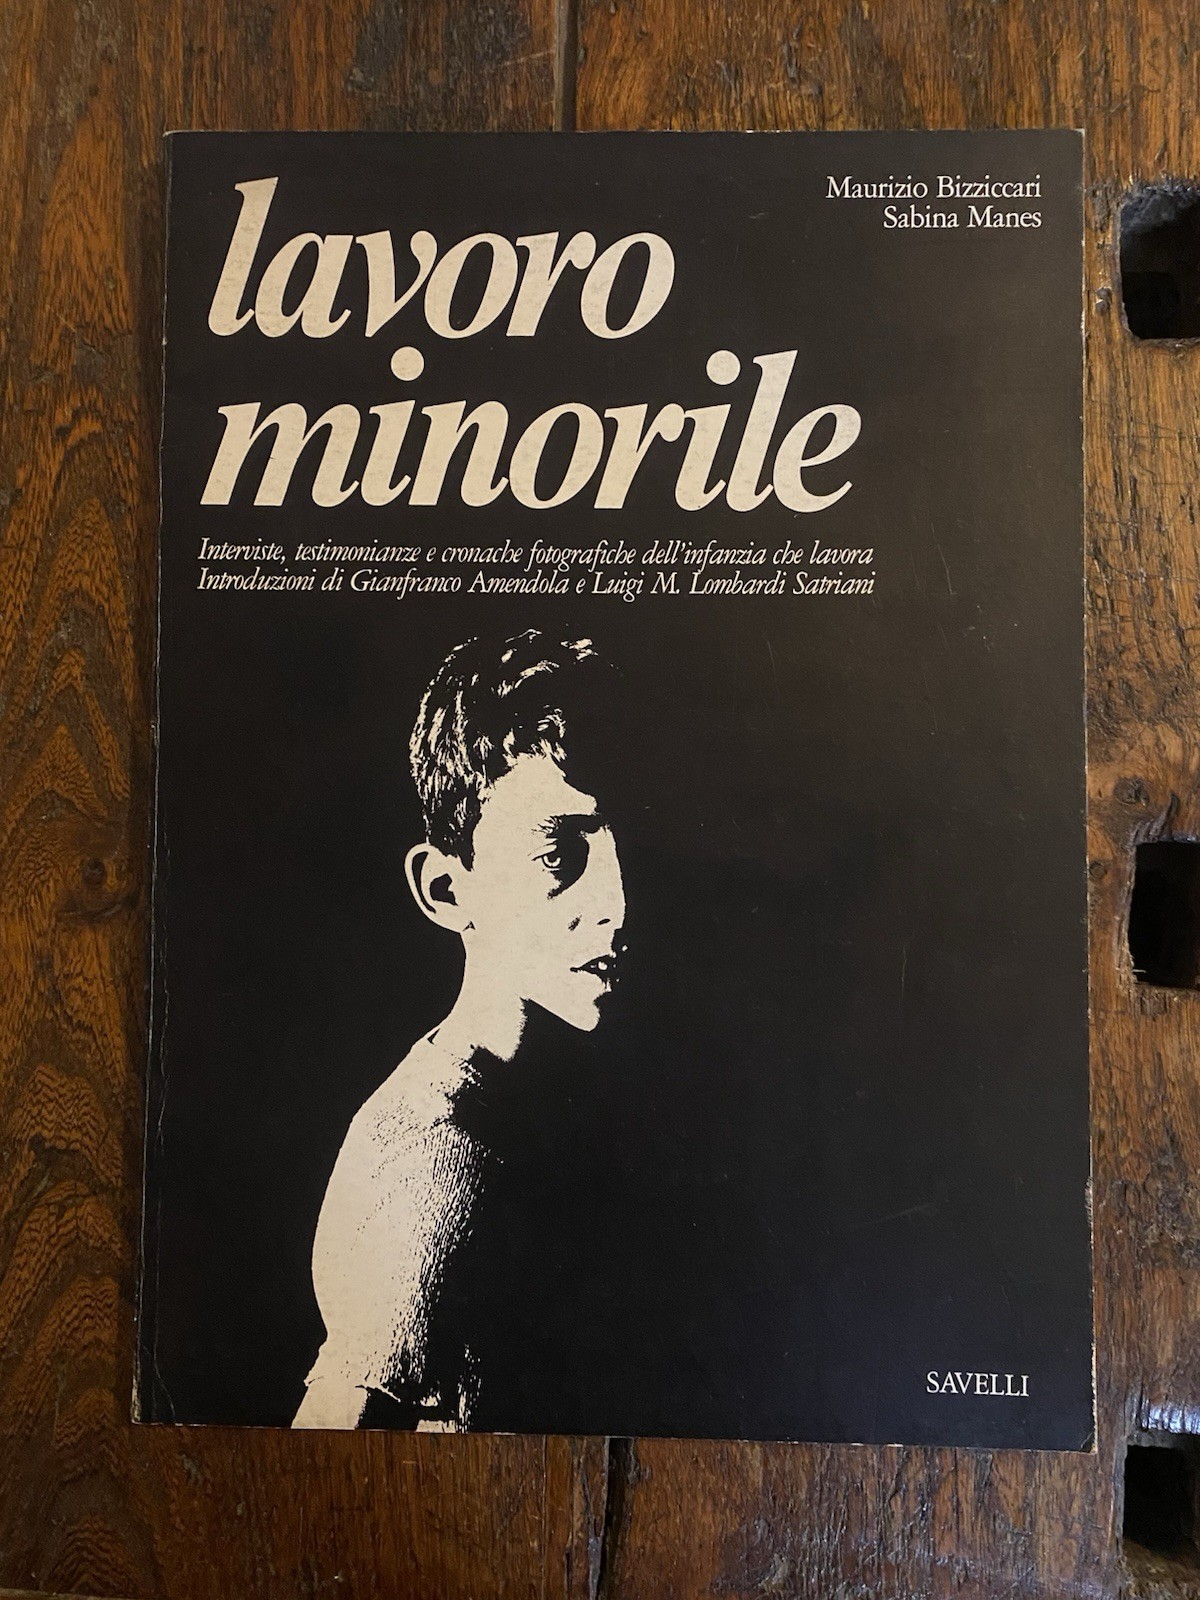 Maurizio Bizziccari
Sabina Manes
lavoro
minorile
Interviste, testimonianze e cronache fotografiche dell'infanzia che lavora
Introduzioni di Gianfranco Amendola e Luigi M. Lombardi Satriani
SAVELLI